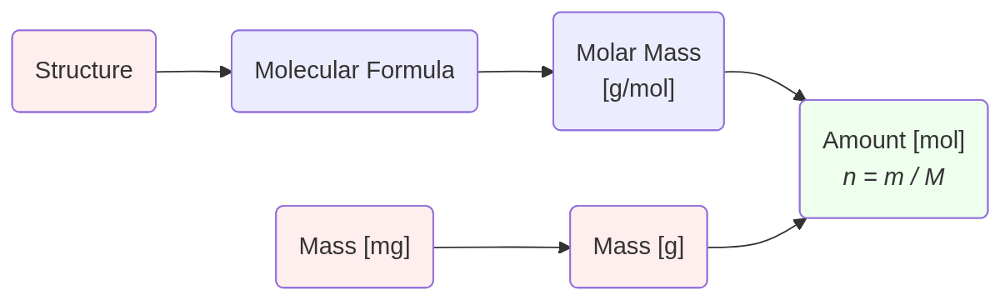 Structure
Molecular Formula
Molar Mass
[g/mol]
Amount [mol]
n = m / M
Mass [mg]
Mass [g]